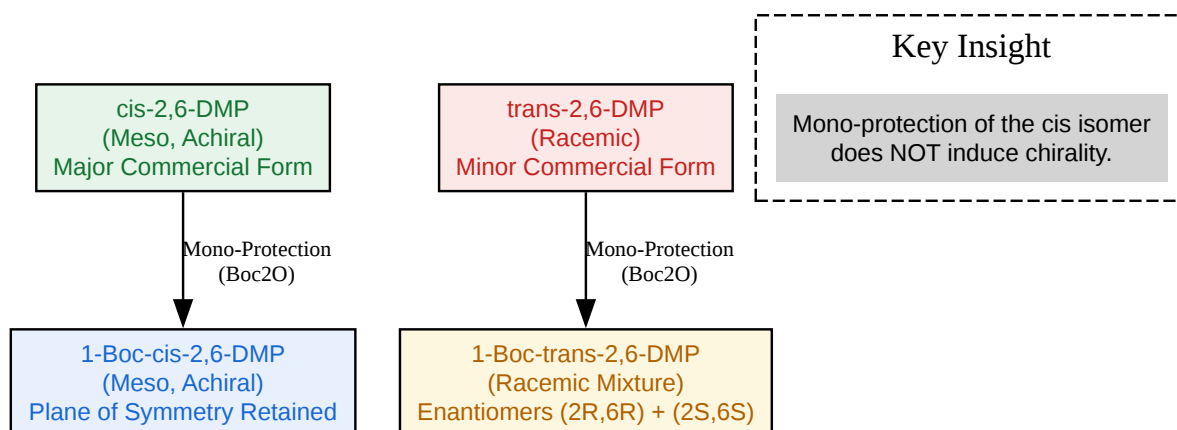 Key Insight
cis-2,6-DMP
(Meso, Achiral)
Major Commercial Form
trans-2,6-DMP
(Racemic)
Minor Commercial Form
Mono-protection of the cis isomer
does NOT induce chirality.
Mono-Protection
(Boc2O)
Mono-Protection
(Boc2O)
1-Boc-cis-2,6-DMP
(Meso, Achiral)
Plane of Symmetry Retained
1-Boc-trans-2,6-DMP
(Racemic Mixture)
Enantiomers (2R,6R) + (2S,6S)